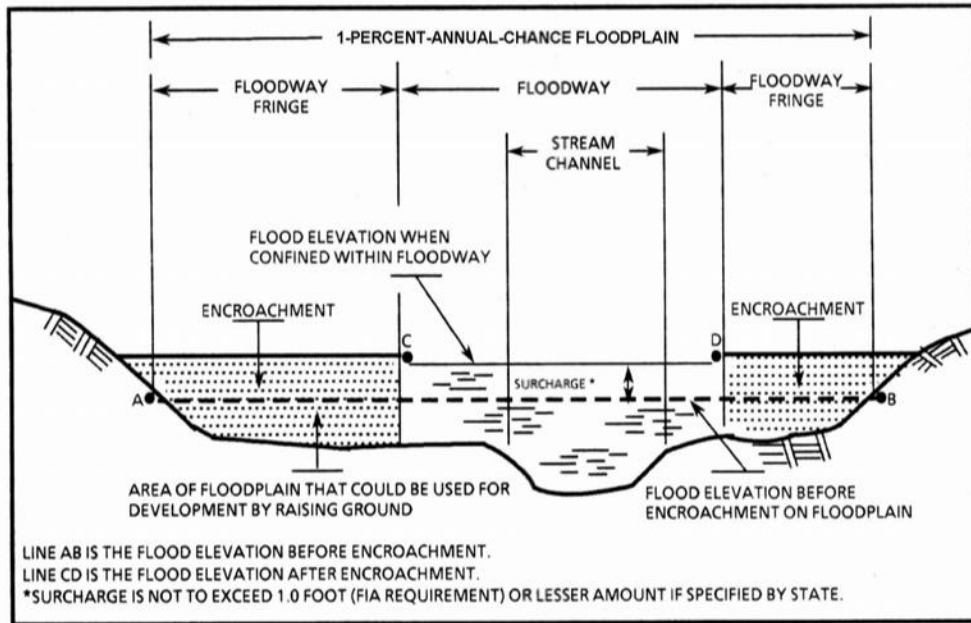 1-PERCENT-ANNUAL-CHANCE FLOODPLAIN
FLOODWAY
FRINGE
FLOODWAY
FLOODWAY
FRINGE
STREAM
CHANNEL
FLOOD ELEVATION WHEN
CONFINED WITHIN FLOODWAY
ENCROACHMENT
ENCROACHMENT
C
D
SURCHARGE *
A
B
AREA OF FLOODPLAIN THAT COULD BE USED FOR
DEVELOPMENT BY RAISING GROUND
FLOOD ELEVATION BEFORE
ENCROACHMENT ON FLOODPLAIN
LINE AB IS THE FLOOD ELEVATION BEFORE ENCROACHMENT.
LINE CD IS THE FLOOD ELEVATION AFTER ENCROACHMENT.
*SURCHARGE IS NOT TO EXCEED 1.0 FOOT (FIA REQUIREMENT) OR LESSER AMOUNT IF SPECIFIED BY STATE.